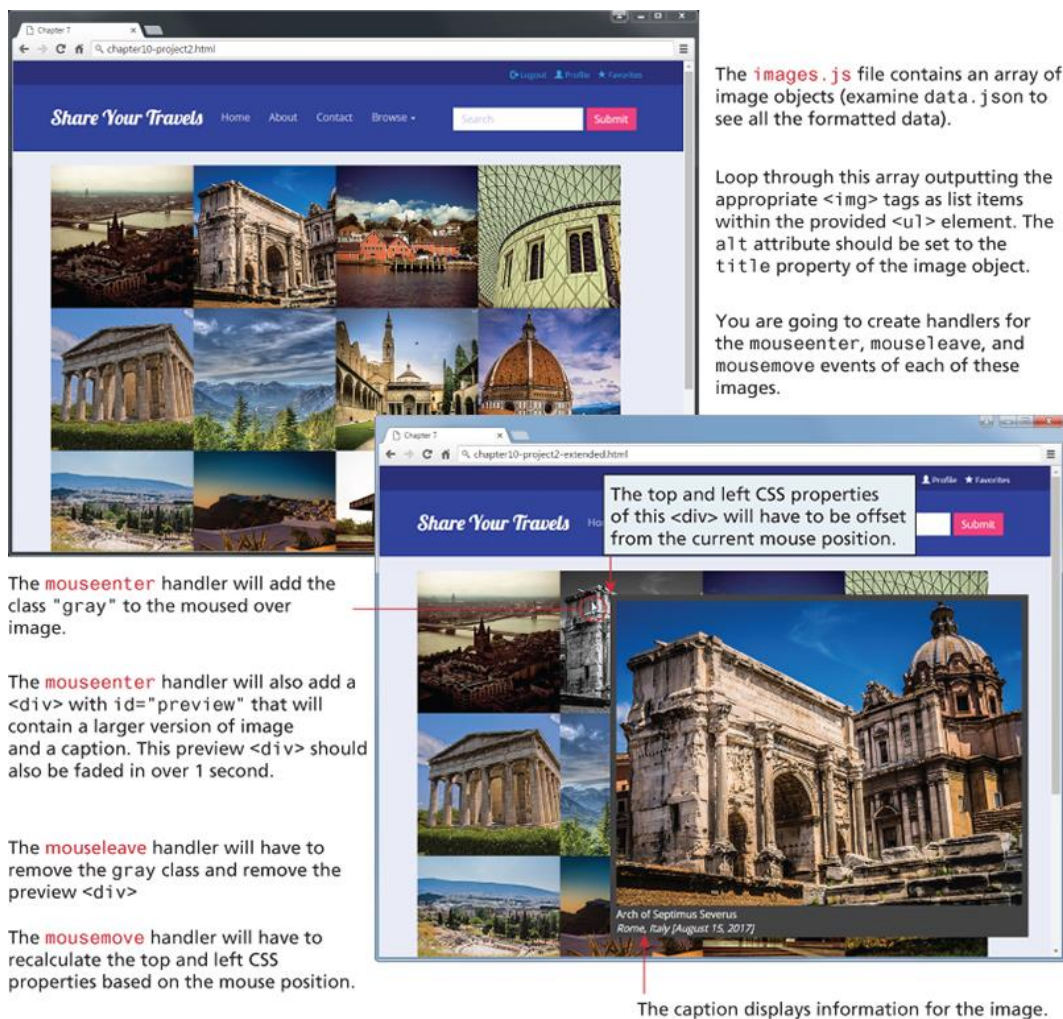 Chapter 7
chapter10-project2.html
Logout Profile Favorites
Share Your Travels Home About Contact Browse Search Submit
The images.js file contains an array of
image objects (examine data.json to
see all the formatted data).
Loop through this array outputting the
appropriate <img> tags as list items
within the provided <ul> element. The
alt attribute should be set to the
title property of the image object.
You are going to create handlers for
the mouseenter, mouseleave, and
mousemove events of each of these
images.
Chapter 7
chapter10-project2-extended.html
Profile Favorites
Share Your Travels Ho Submit
The top and left CSS properties
of this <div> will have to be offset
from the current mouse position.
The mouseenter handler will add the
class "gray" to the moused over
image.
The mouseenter handler will also add a
<div> with id="preview" that will
contain a larger version of image
and a caption. This preview <div> should
also be faded in over 1 second.
The mouseleave handler will have to
remove the gray class and remove the
preview <div>
The mousemove handler will have to
recalculate the top and left CSS
properties based on the mouse position.
Arch of Septimus Severus
Rome, Italy [August 15, 2017]
The caption displays information for the image.